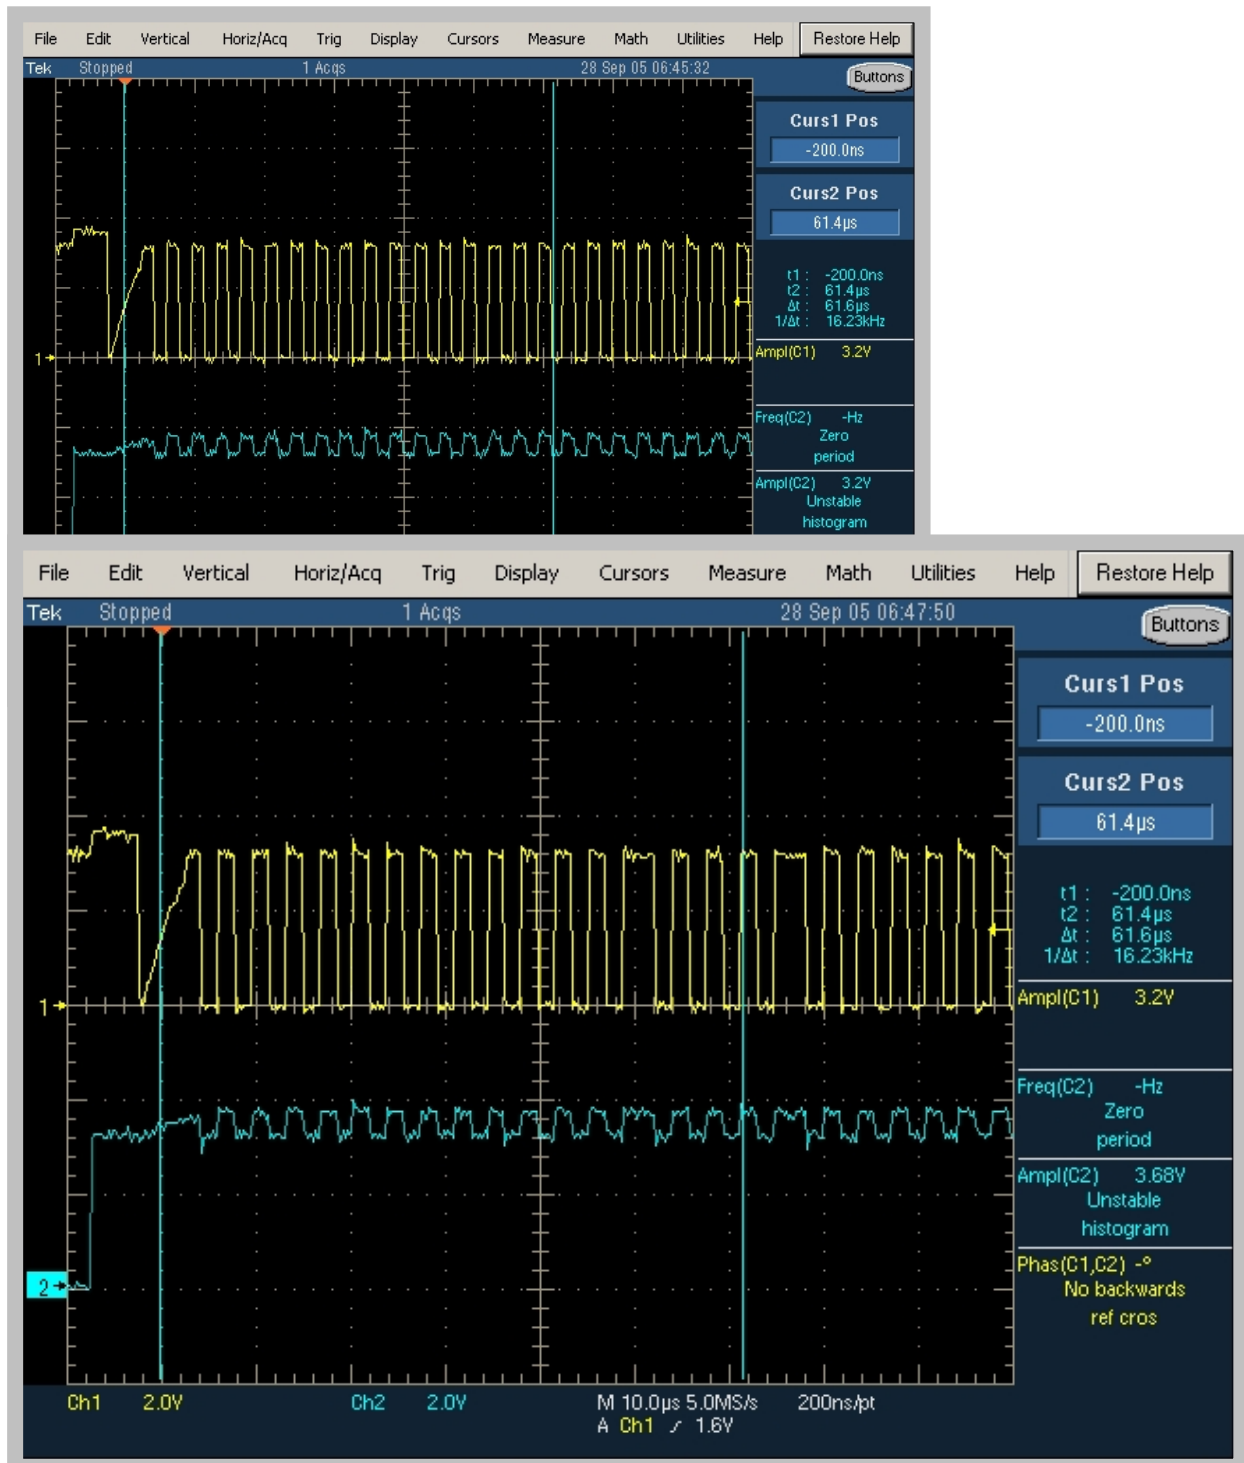 File Edit Vertical Horiz/Acq Trig Display Cursors Measure Math Utilities Help Restore Help
Tek Stopped 1 Acqs 28 Sep 05 06:45:32
Buttons
Curs1 Pos
-200.0ns
Curs2 Pos
61.4µs
t1 : -200.0ns
t2 : 61.4µs
Δt : 61.6µs
1/Δt : 16.23kHz
1
Ampl(C1) 3.2V
Freq(C2) -Hz
Zero
period
Ampl(C2) 3.2V
Unstable
histogram
File Edit Vertical Horiz/Acq Trig Display Cursors Measure Math Utilities Help Restore Help
Tek Stopped 1 Acqs 28 Sep 05 06:47:50
Buttons
Curs1 Pos
-200.0ns
Curs2 Pos
61.4µs
t1 : -200.0ns
t2 : 61.4µs
Δt : 61.6µs
1/Δt : 16.23kHz
1
Ampl(C1) 3.2V
Freq(C2) -Hz
Zero
period
Ampl(C2) 3.68V
Unstable
histogram
2
Phas(C1,C2) -°
No backwards
ref cros
Ch1 2.0V Ch2 2.0V M 10.0µs 5.0MS/s 200ns/pt
A Ch1 / 1.6V